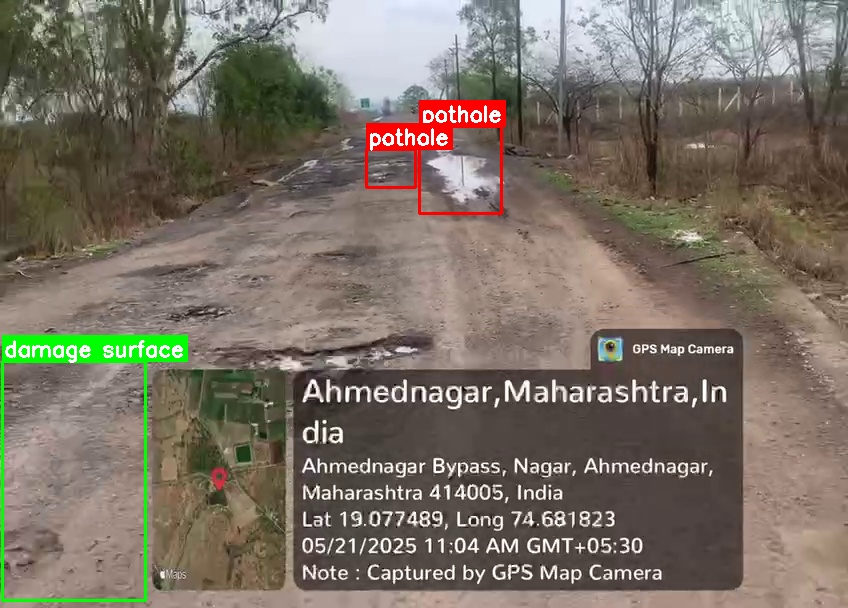 pothole
pothole
damage surface
GPS Map Camera
Ahmednagar,Maharashtra,In
dia
Ahmednagar Bypass, Nagar, Ahmednagar,
Maharashtra 414005, India
Lat 19.077489, Long 74.681823
05/21/2025 11:04 AM GMT+05:30
Note : Captured by GPS Map Camera
Maps